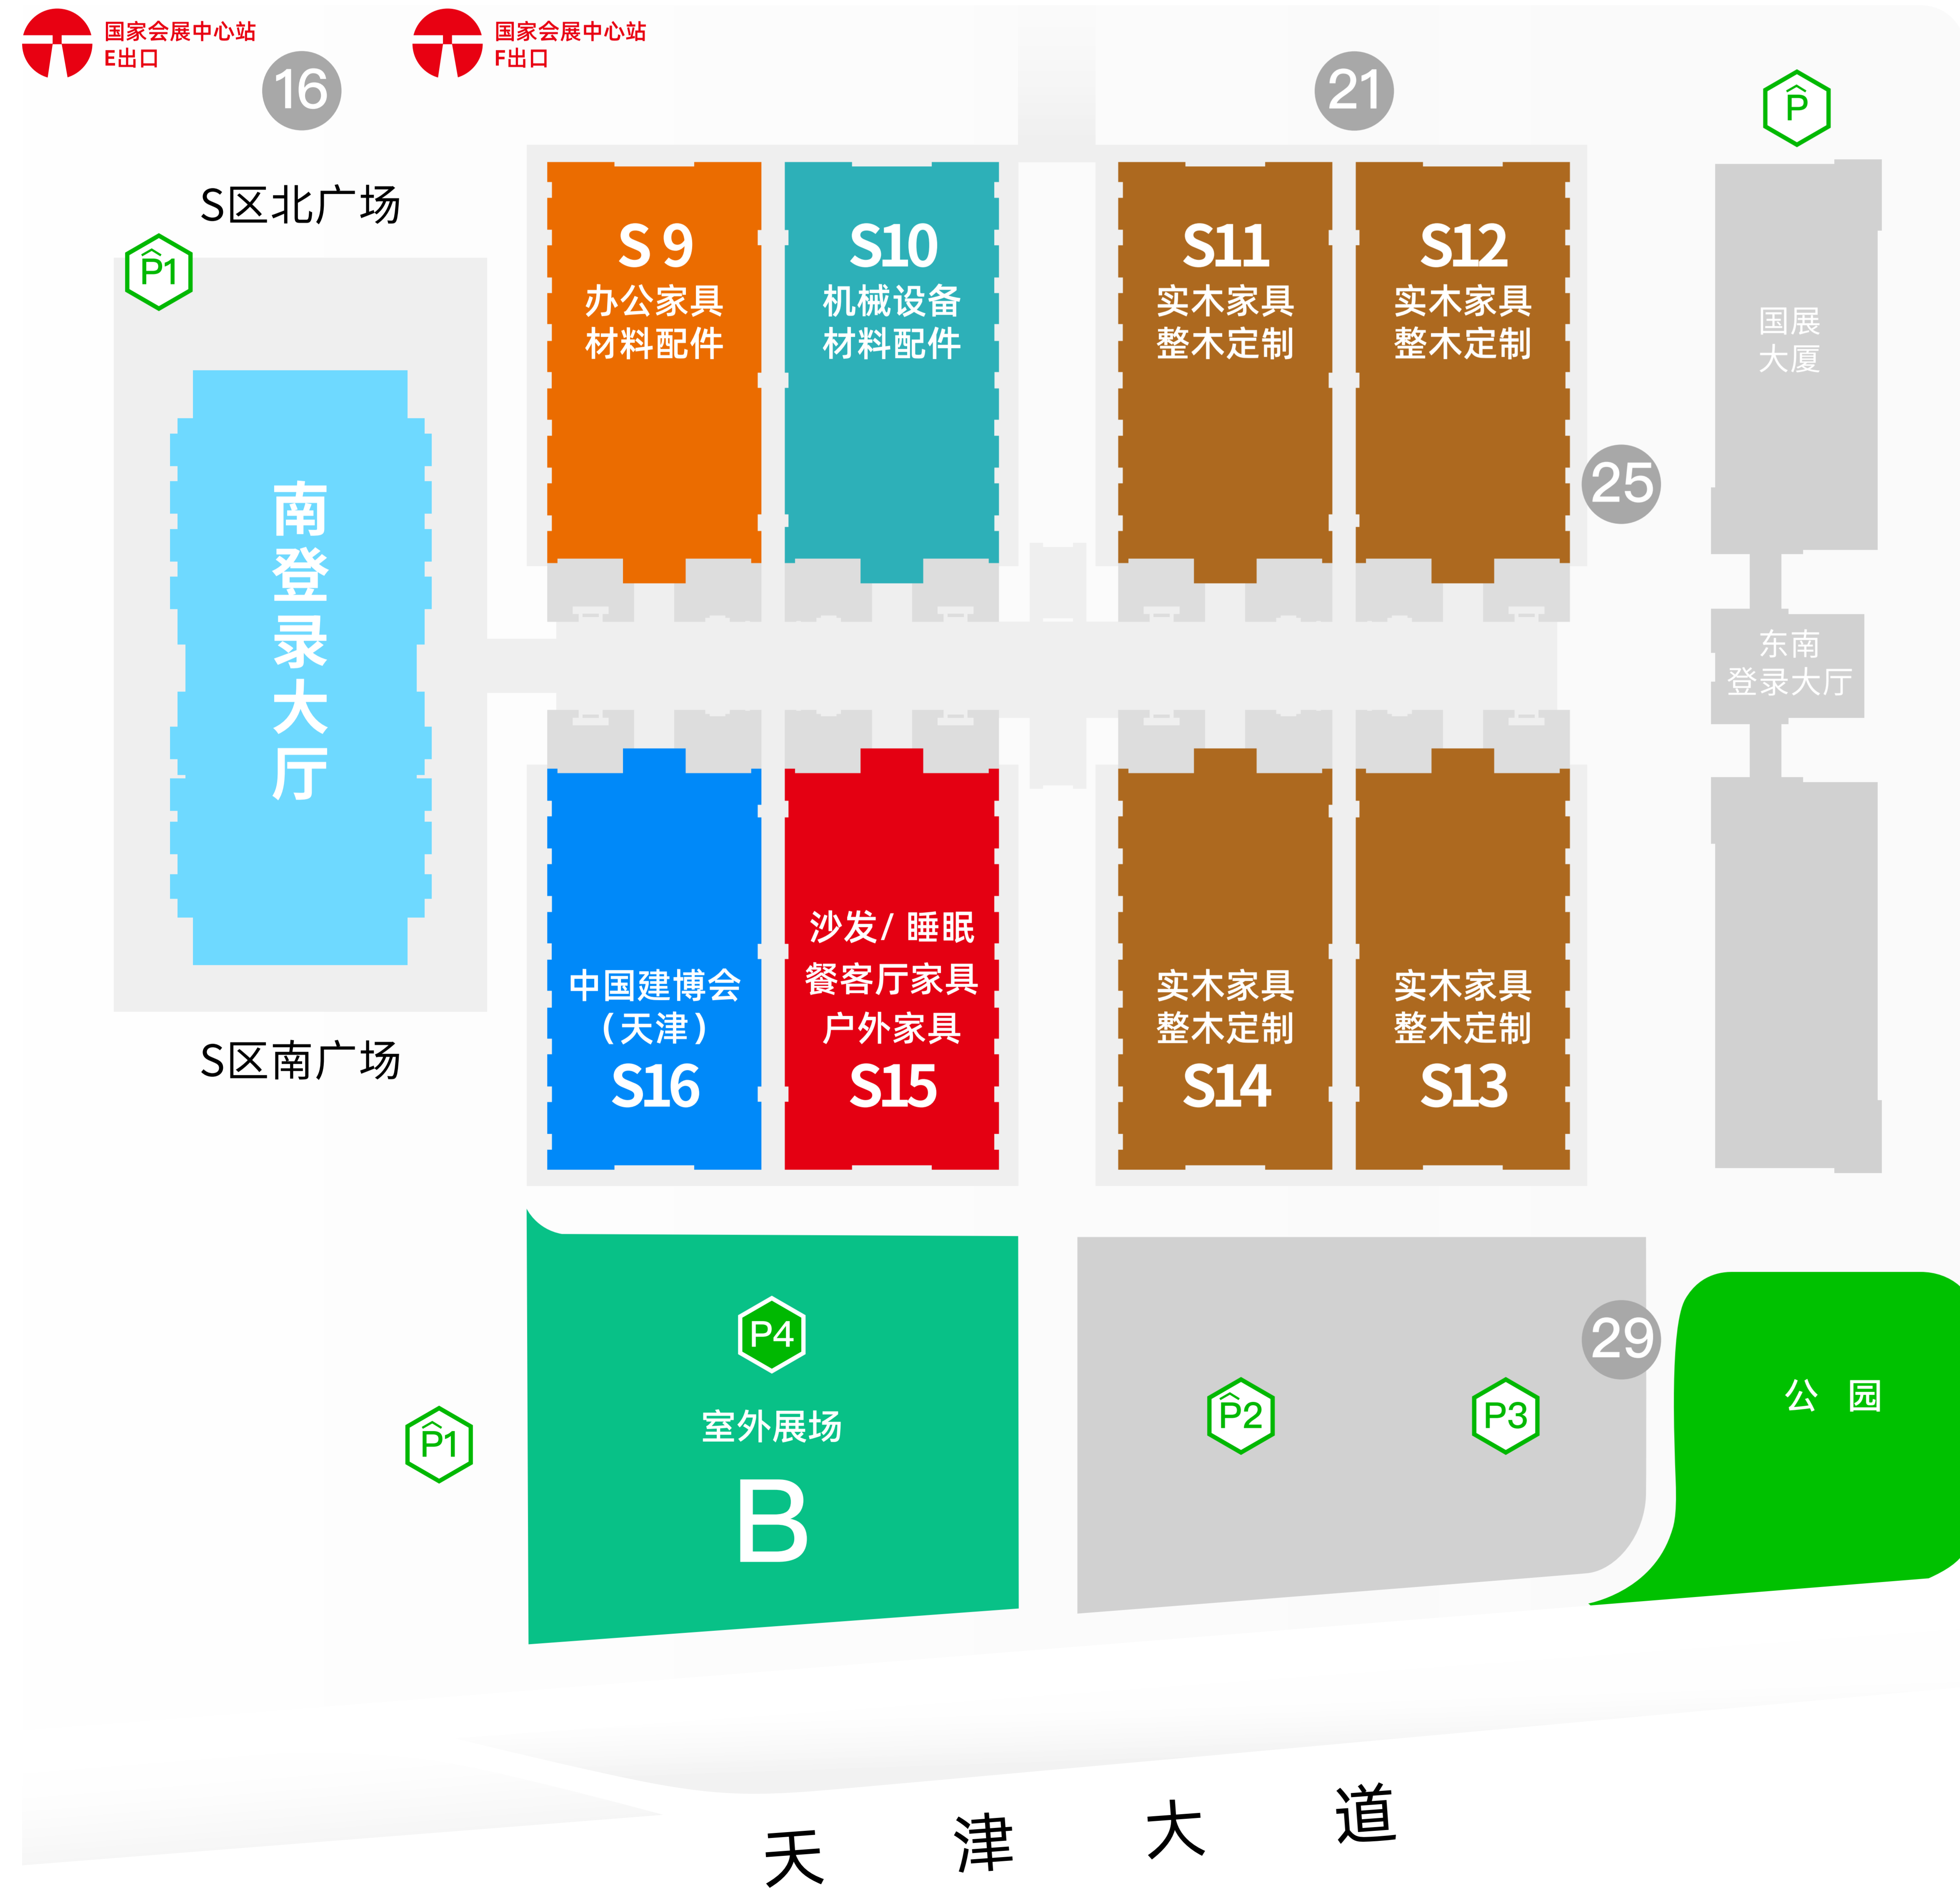 国家会展中心站
E出口
国家会展中心站
F出口
16
21
P
S区北广场
P1
S 9
办公家具
材料配件
S10
机械设备
材料配件
S11
实木家具
整木定制
S12
实木家具
整木定制
国展
大厦
25
南登录大厅
东南
登录大厅
中国建博会
(天津)
S16
沙发/ 睡眠
餐客厅家具
户外家具
S15
实木家具
整木定制
S14
实木家具
整木定制
S13
S区南广场
P4
室外展场
B
P1
P2
P3
29
公 园
天津大道